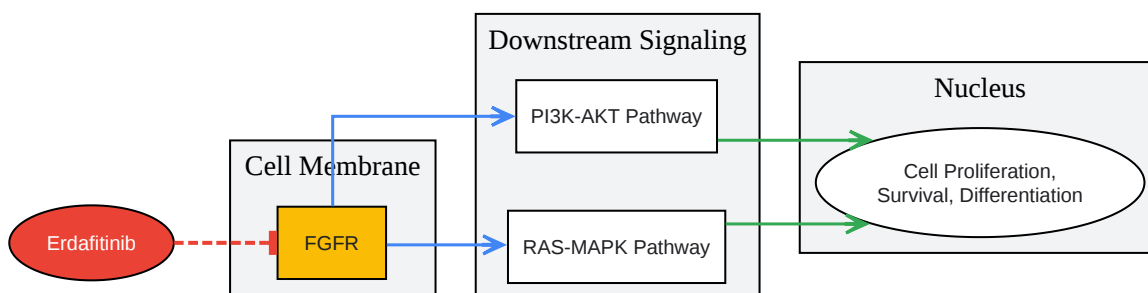 Erdafitinib
Cell Membrane
FGFR
Downstream Signaling
PI3K-AKT Pathway
RAS-MAPK Pathway
Nucleus
Cell Proliferation,
Survival, Differentiation